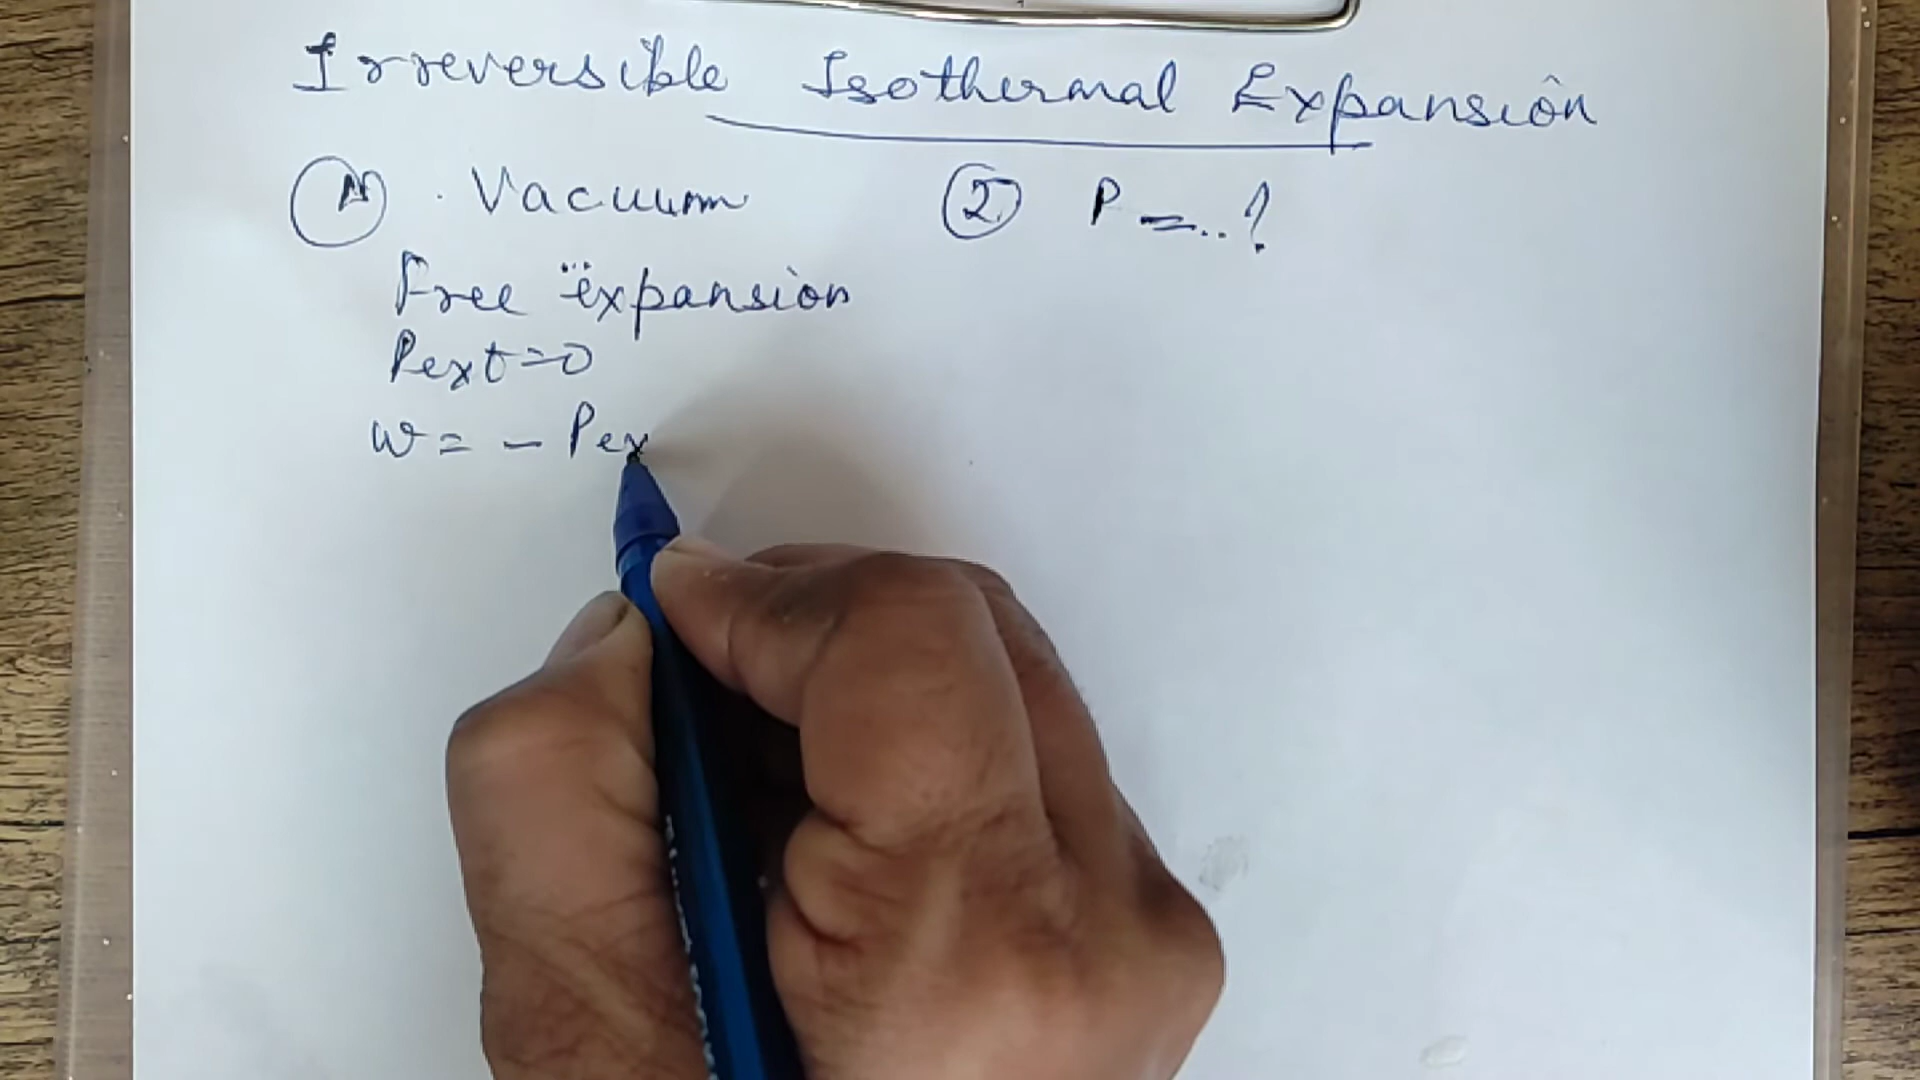 Irreversible Isothermal Expansion
① Vacuum
② P = ..?
Free expansion
Pext=0
w = - Pex